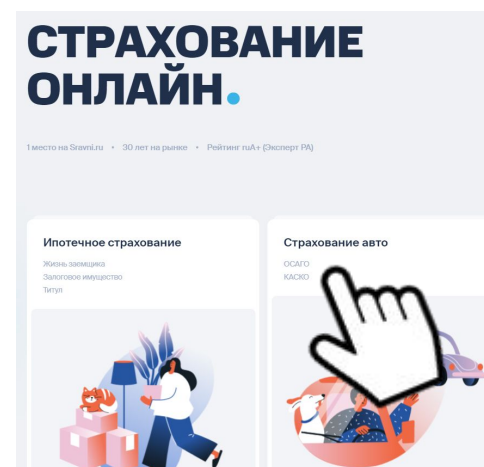 СТРАХОВАНИЕ
ОНЛАЙН.
1 место на Sravni.ru • 30 лет на рынке • Рейтинг ruA+ (Эксперт РА)
Ипотечное страхование
Жизнь заемщика
Залоговое имущество
Титул
Страхование авто
ОСАГО
КАСКО